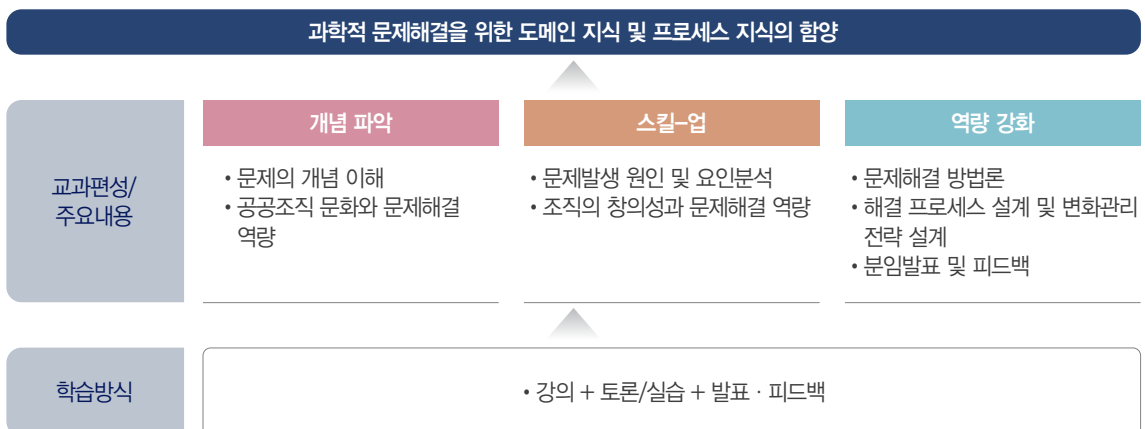 과학적 문제해결을 위한 도메인 지식 및 프로세스 지식의 함양
교과편성/
주요내용
개념 파악
• 문제의 개념 이해
• 공공조직 문화와 문제해결
역량
스킬-업
• 문제발생 원인 및 요인분석
• 조직의 창의성과 문제해결 역량
역량 강화
• 문제해결 방법론
• 해결 프로세스 설계 및 변화관리
전략 설계
• 분임발표 및 피드백
학습방식
• 강의 + 토론/실습 + 발표 · 피드백